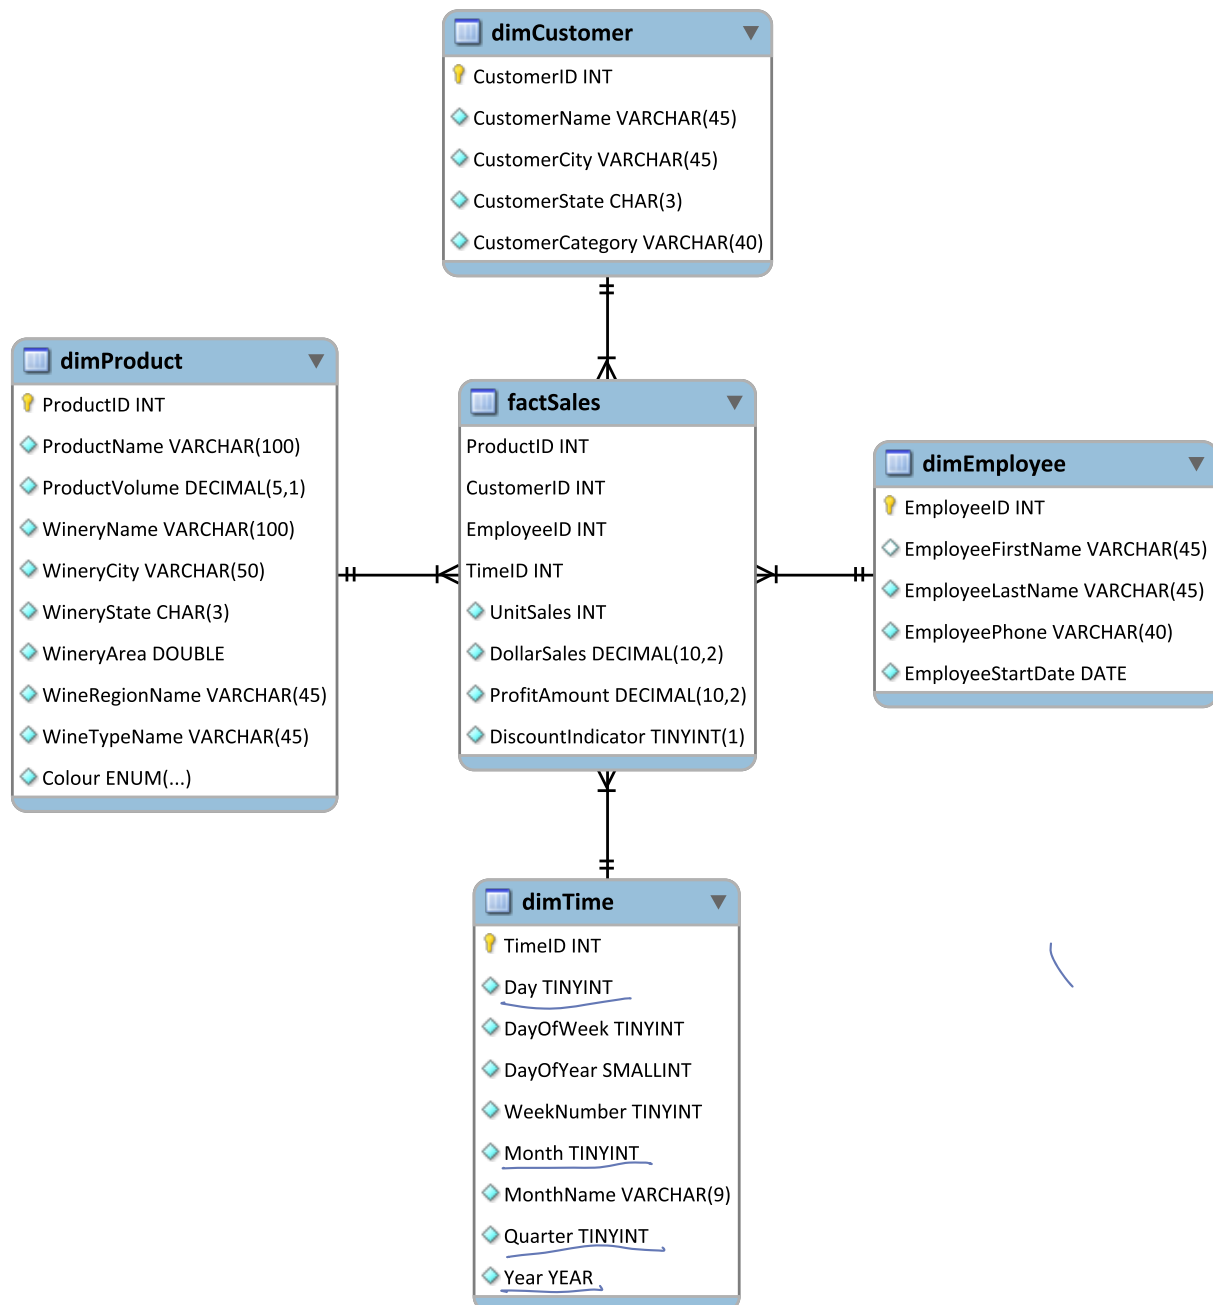 dimCustomer
CustomerID INT
CustomerName VARCHAR(45)
CustomerCity VARCHAR(45)
CustomerState CHAR(3)
CustomerCategory VARCHAR(40)
dimProduct
ProductID INT
ProductName VARCHAR(100)
ProductVolume DECIMAL(5,1)
WineryName VARCHAR(100)
WineryCity VARCHAR(50)
WineryState CHAR(3)
WineryArea DOUBLE
WineRegionName VARCHAR(45)
WineTypeName VARCHAR(45)
Colour ENUM(...)
factSales
ProductID INT
CustomerID INT
EmployeeID INT
TimeID INT
UnitSales INT
DollarSales DECIMAL(10,2)
ProfitAmount DECIMAL(10,2)
DiscountIndicator TINYINT(1)
dimEmployee
EmployeeID INT
EmployeeFirstName VARCHAR(45)
EmployeeLastName VARCHAR(45)
EmployeePhone VARCHAR(40)
EmployeeStartDate DATE
dimTime
TimeID INT
Day TINYINT
DayOfWeek TINYINT
DayOfYear SMALLINT
WeekNumber TINYINT
Month TINYINT
MonthName VARCHAR(9)
Quarter TINYINT
Year YEAR